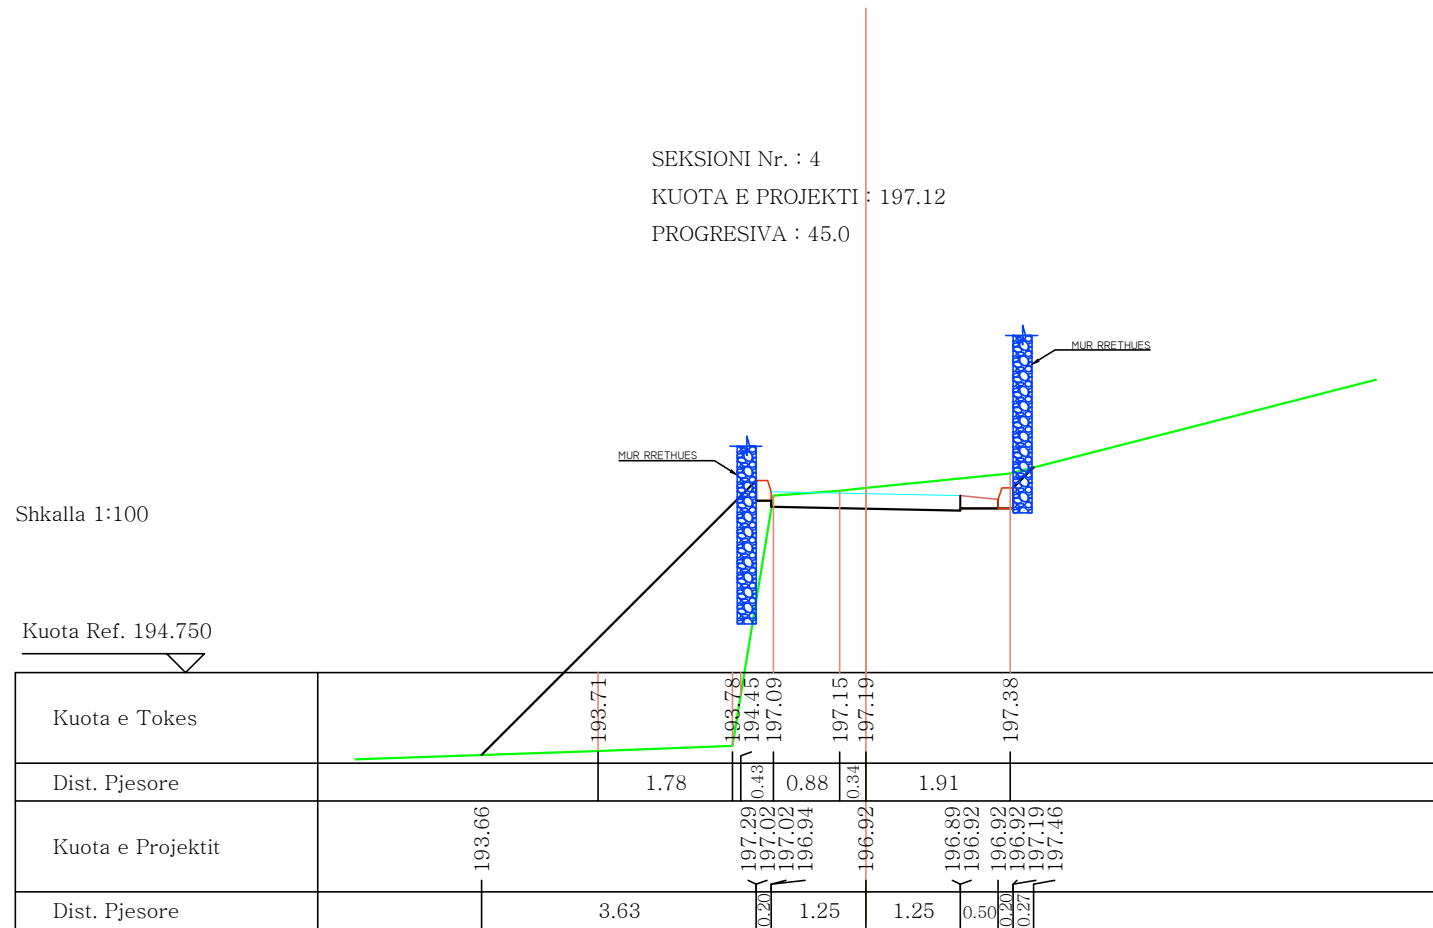 SEKSIONI Nr. : 4
KUOTA E PROJEKTI : 197.12
PROGRESIVA : 45.0
MUR RRETHUES
MUR RRETHUES
Shkalla 1:100
Kuota Ref. 194.750
Kuota e Tokes 193.71 193.78 194.45 197.09 197.15 197.19 197.38
Dist. Pjesore 1.78 0.43 0.88 0.34 1.91
Kuota e Projektit 193.66 197.29 197.02 197.02 196.94 196.92 196.89 196.92 196.92 196.92 197.19 197.46
Dist. Pjesore 3.63 0.20 1.25 1.25 0.50 0.20 0.27